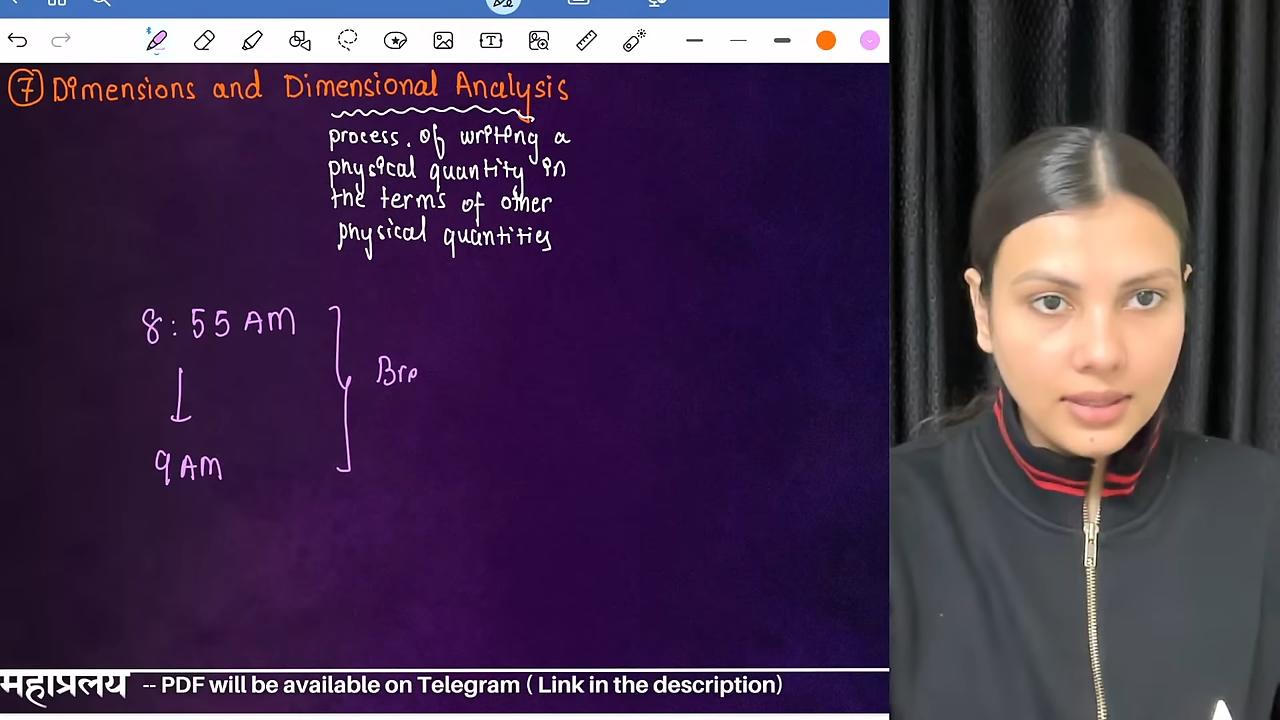 7 Dimensions and Dimensional Analysis
process. of writing a
physical quantity in
the terms of other
physical quantities
8:55 AM
Bre
9 AM
महाप्रलय -- PDF will be available on Telegram ( Link in the description)